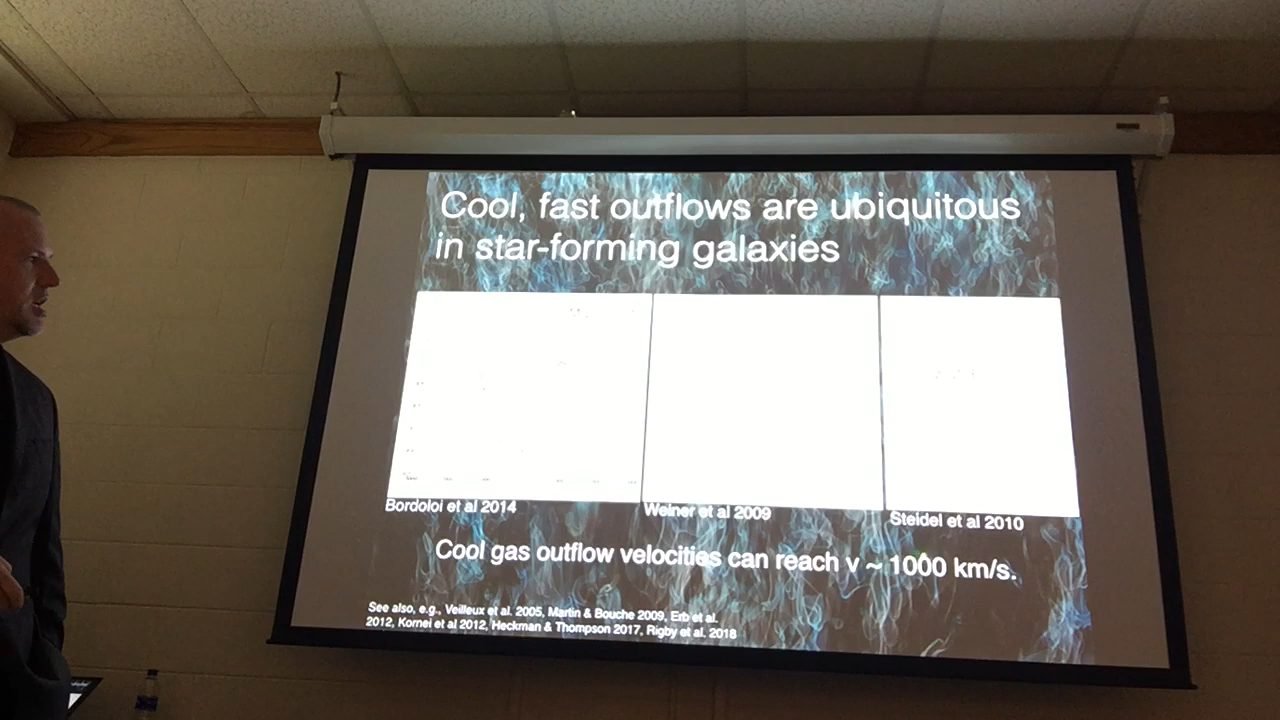 Cool, fast outflows are ubiquitous
in star-forming galaxies
Bordoloi et al 2014
Weiner et al 2009
Steidel et al 2010
Cool gas outflow velocities can reach v ~ 1000 km/s.
See also, e.g., Veilleux et al. 2005, Martin & Bouche 2009, Erb et al.
2012, Kornei et al 2012, Heckman & Thompson 2017, Rigby et al. 2018